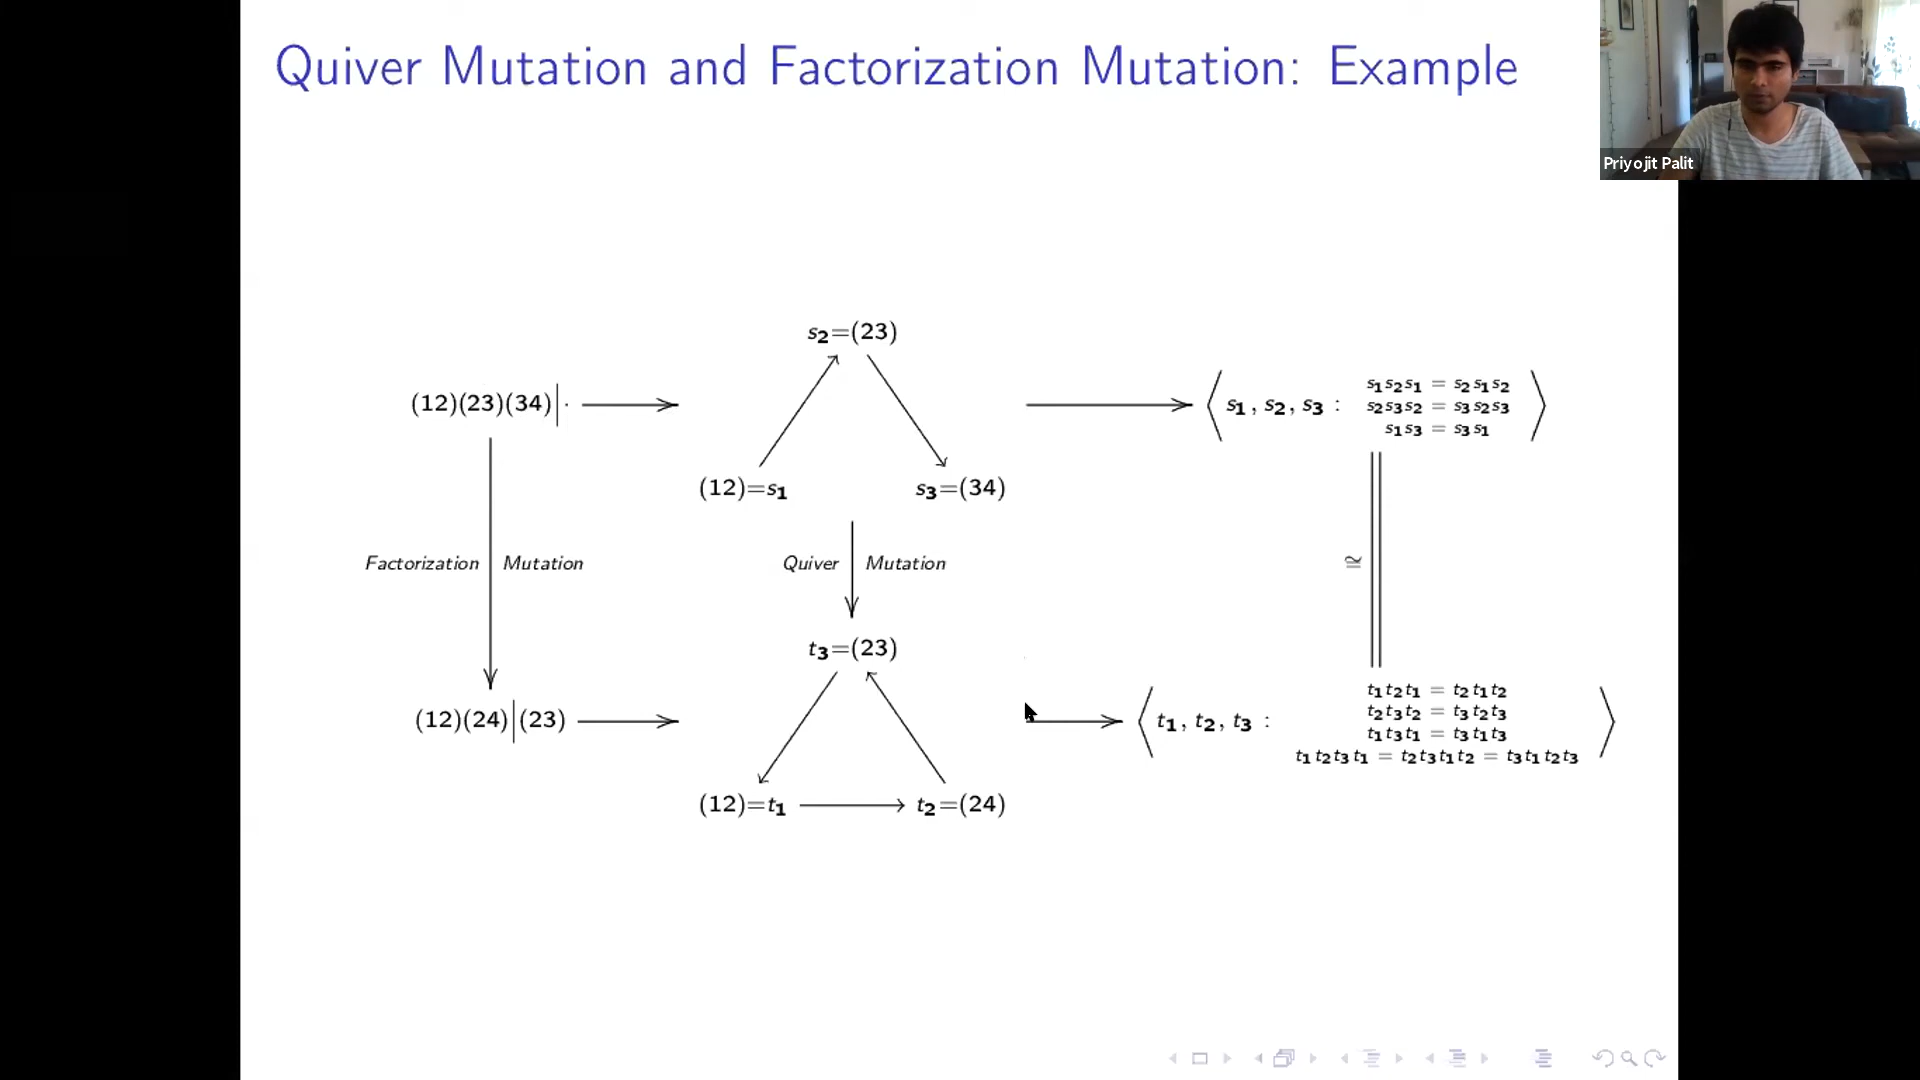 Quiver Mutation and Factorization Mutation: Example
Priyojit Palit
s₂=(23)
(12)(23)(34)|·
⟨ s₁, s₂, s₃ :
s₁s₂s₁ = s₂s₁s₂
s₂s₃s₂ = s₃s₂s₃
s₁s₃ = s₃s₁ ⟩
(12)=s₁
s₃=(34)
Factorization Mutation
Quiver Mutation
≅
t₃=(23)
(12)(24)|(23)
⟨ t₁, t₂, t₃ :
t₁t₂t₁ = t₂t₁t₂
t₂t₃t₂ = t₃t₂t₃
t₁t₃t₁ = t₃t₁t₃
t₁t₂t₃t₁ = t₂t₃t₁t₂ = t₃t₁t₂t₃ ⟩
(12)=t₁
t₂=(24)